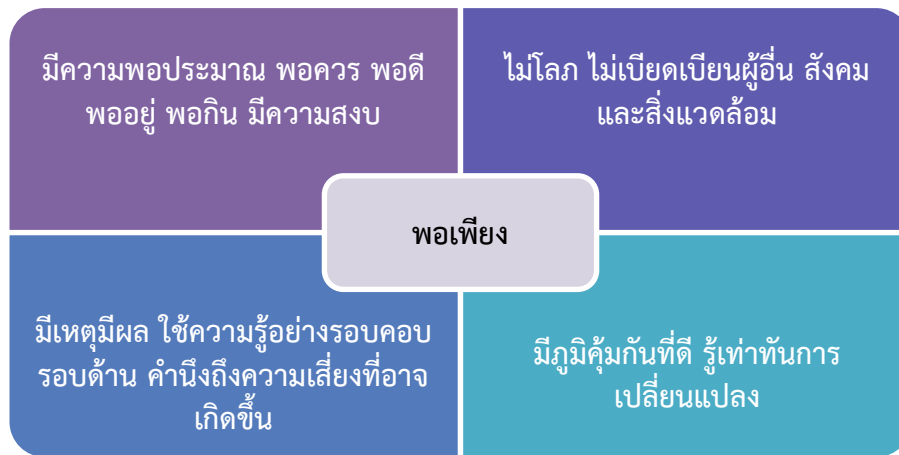 มีความพอประมาณ พอควร พอดี
พออยู่ พอกิน มีความสงบ
ไม่โลภ ไม่เบียดเบียนผู้อื่น สังคม
และสิ่งแวดล้อม
พอเพียง
มีเหตุมีผล ใช้ความรู้อย่างรอบคอบ
รอบด้าน คำนึงถึงความเสี่ยงที่อาจ
เกิดขึ้น
มีภูมิคุ้มกันที่ดี รู้เท่าทันการ
เปลี่ยนแปลง